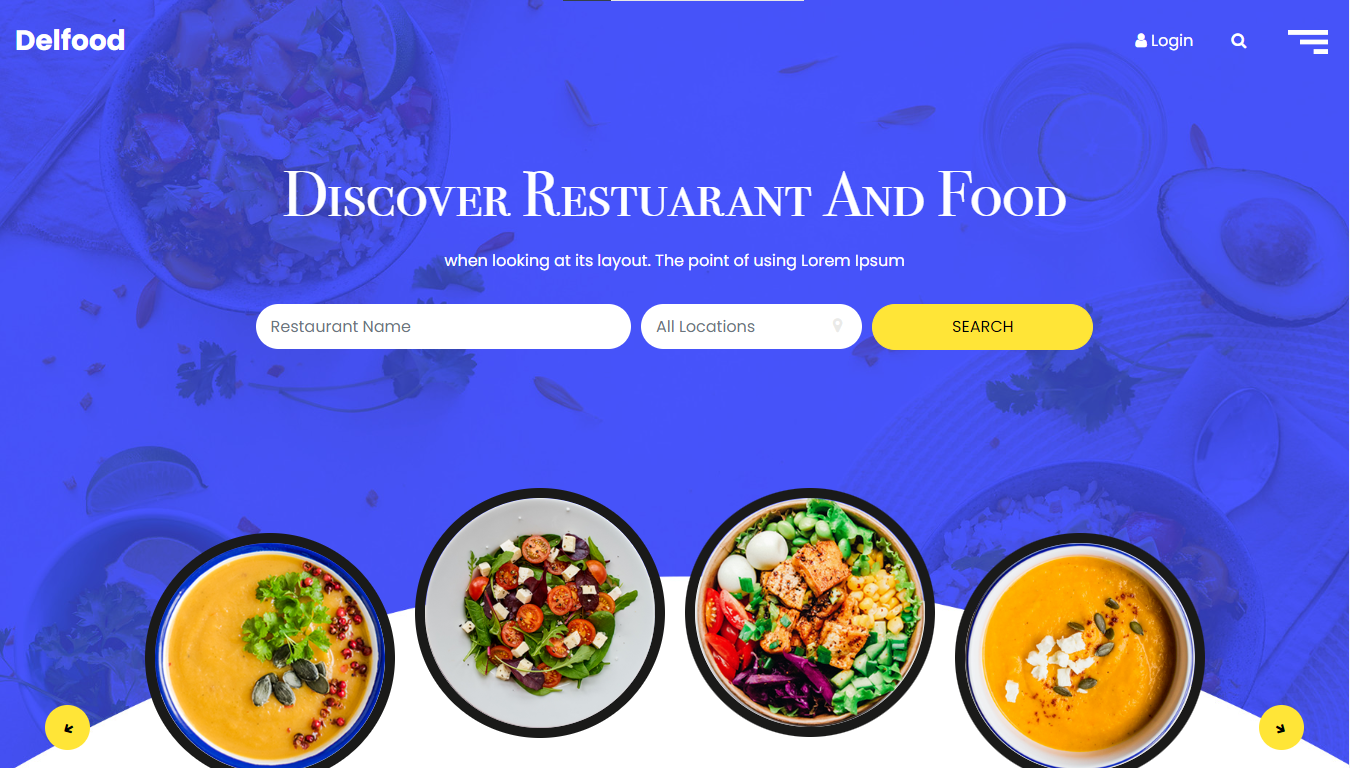 Delfood
Login
Discover Restuarant And Food
when looking at its layout. The point of using Lorem Ipsum
Restaurant Name
All Locations
SEARCH